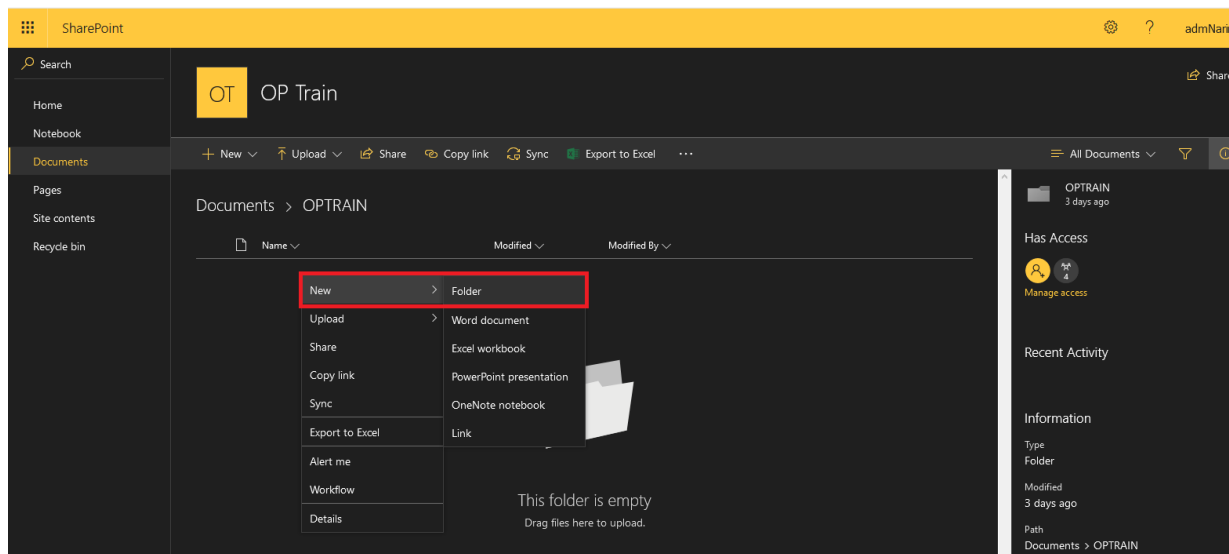 SharePoint
?
Search
Home
Notebook
Documents
Pages
Site contents
Recycle bin
OT
OP Train
New
Upload
Share
Copy link
Sync
Export to Excel
...
All Documents
Documents > OPTRAIN
Name
Modified
Modified By
New >
Upload >
Share
Copy link
Sync
Export to Excel
Alert me
Workflow
Details
Folder
Word document
Excel workbook
PowerPoint presentation
OneNote notebook
Link
This folder is empty
Drag files here to upload.
OPTRAIN
3 days ago
Has Access
4
Manage access
Recent Activity
Information
Type
Folder
Modified
3 days ago
Path
Documents > OPTRAIN